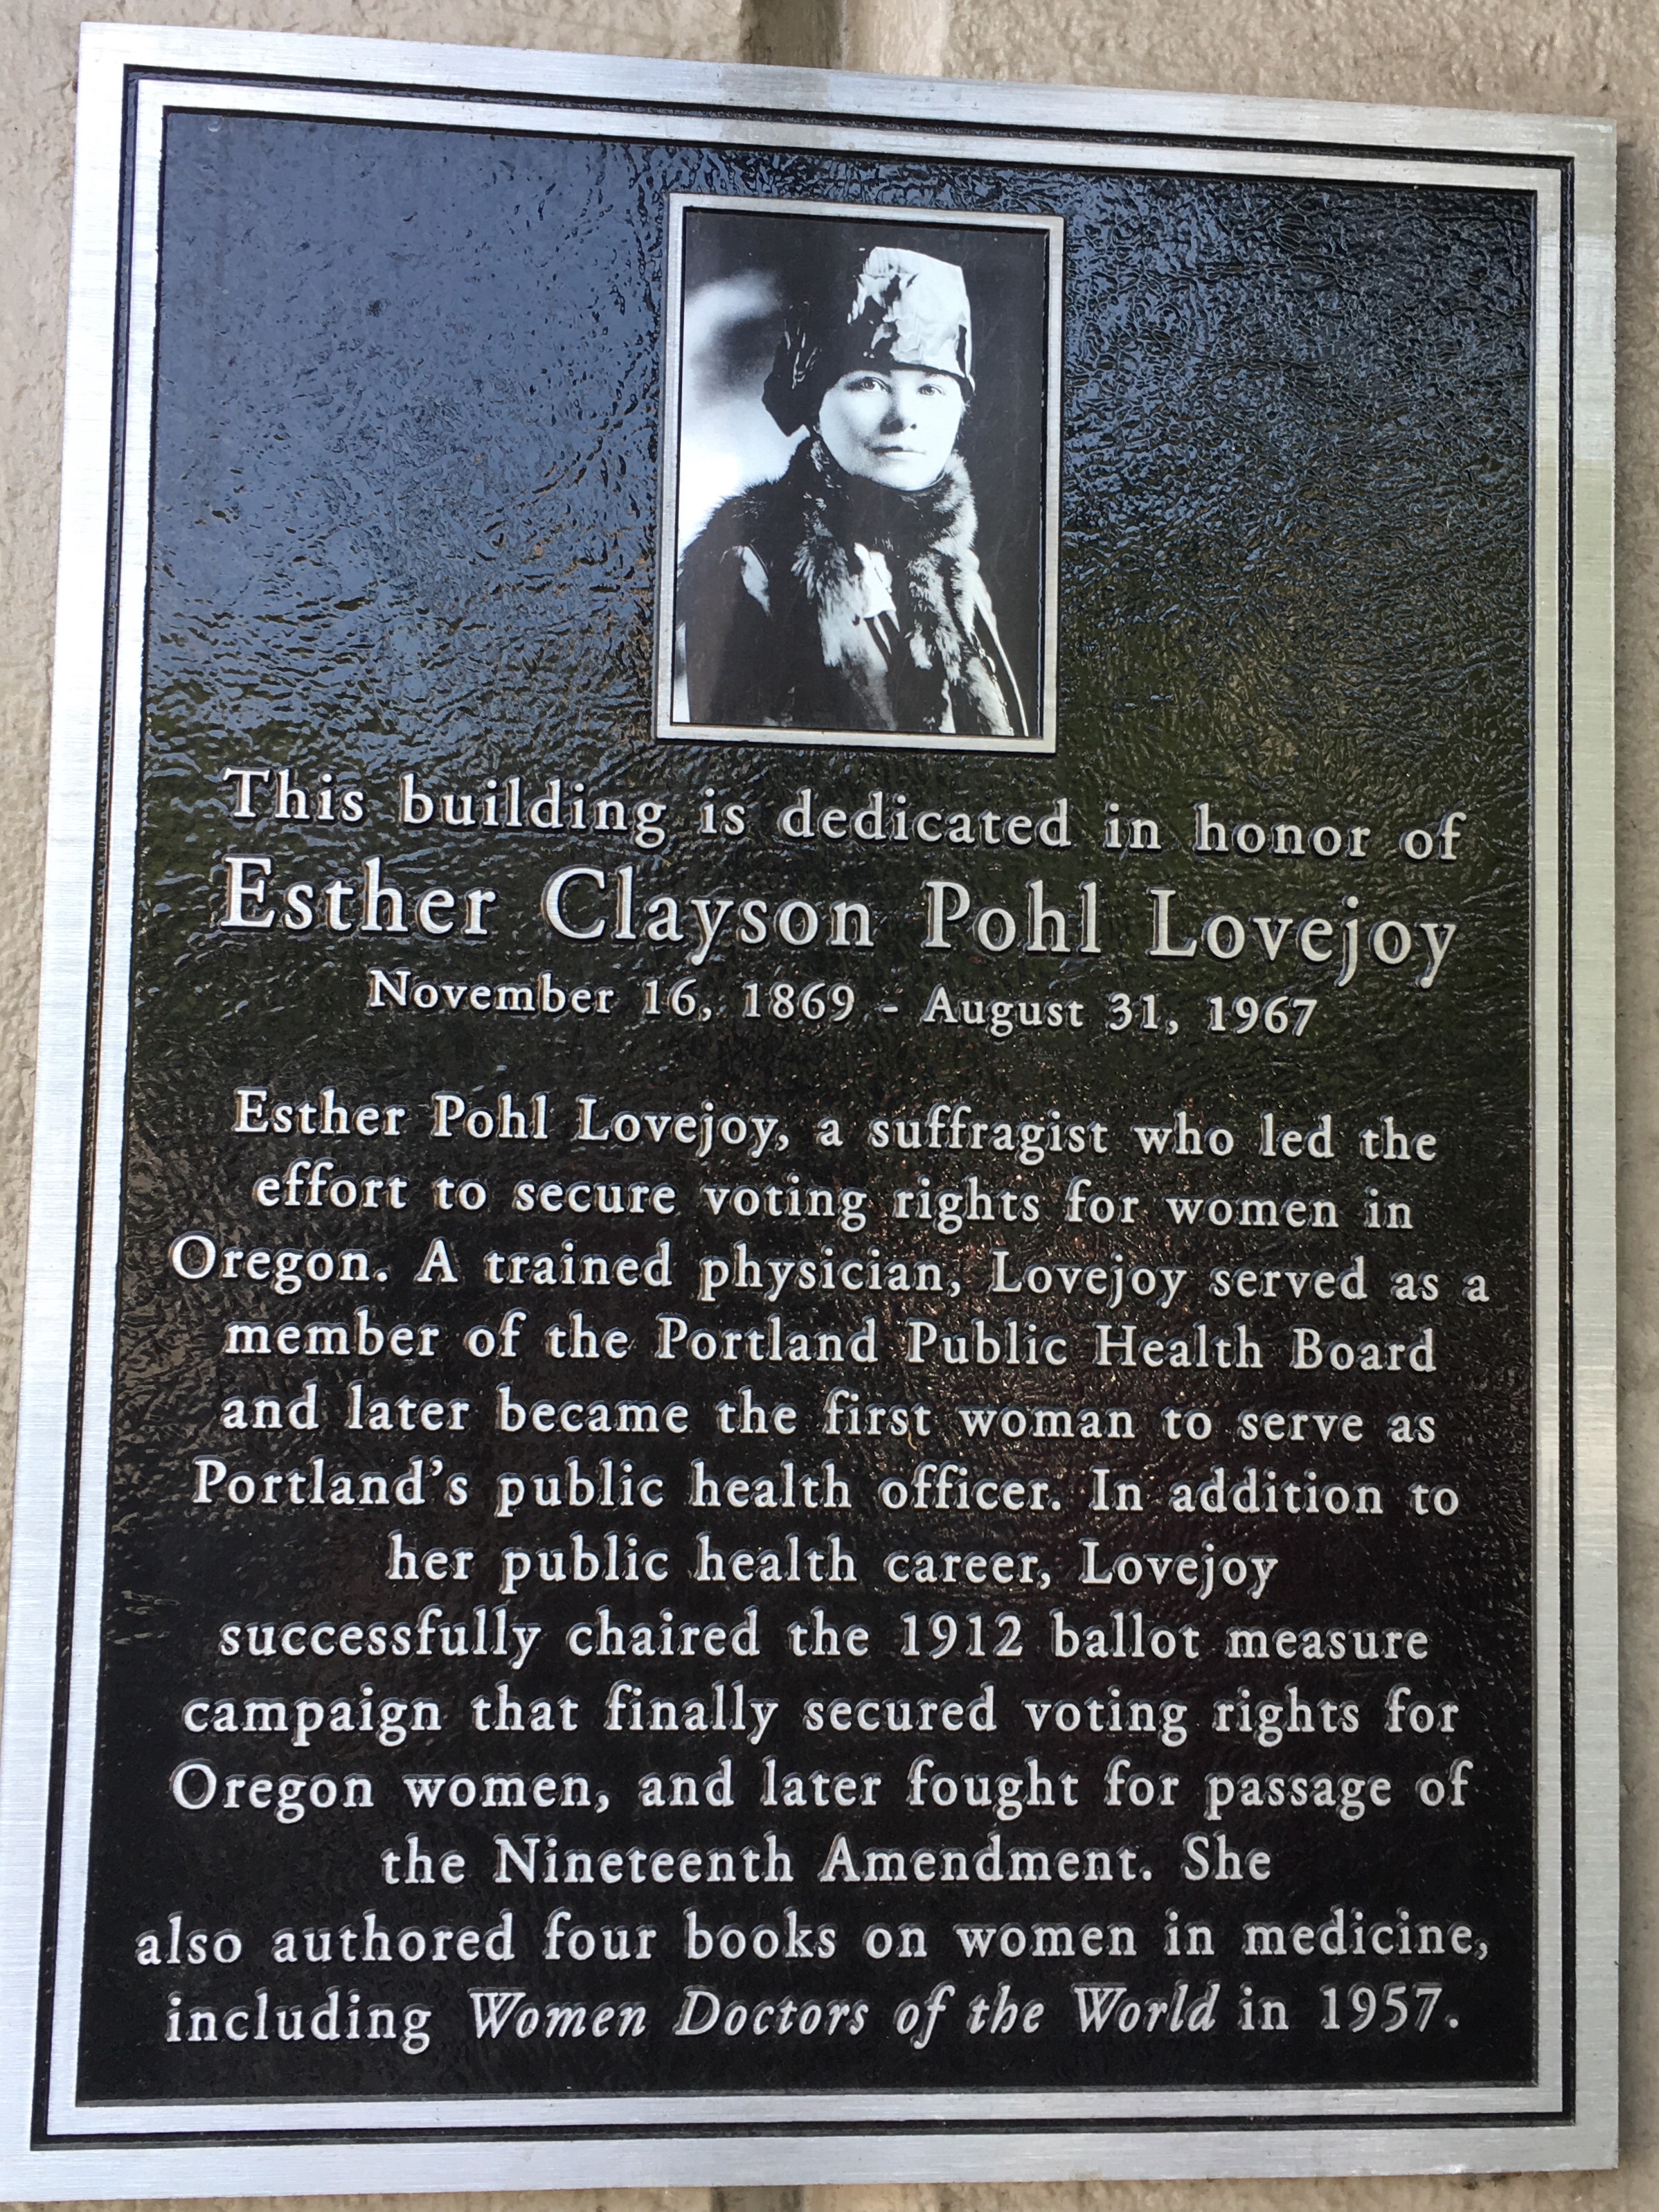 This building is dedicated in honor of
Esther Clayson Pohl Lovejoy
November 16, 1869 - August 31, 1967
Esther Pohl Lovejoy, a suffragist who led the
effort to secure voting rights for women in
Oregon. A trained physician, Lovejoy served as a
member of the Portland Public Health Board
and later became the first woman to serve as
Portland's public health officer. In addition to
her public health career, Lovejoy
successfully chaired the 1912 ballot measure
campaign that finally secured voting rights for
Oregon women, and later fought for passage of
the Nineteenth Amendment. She
also authored four books on women in medicine,
including Women Doctors of the World in 1957.